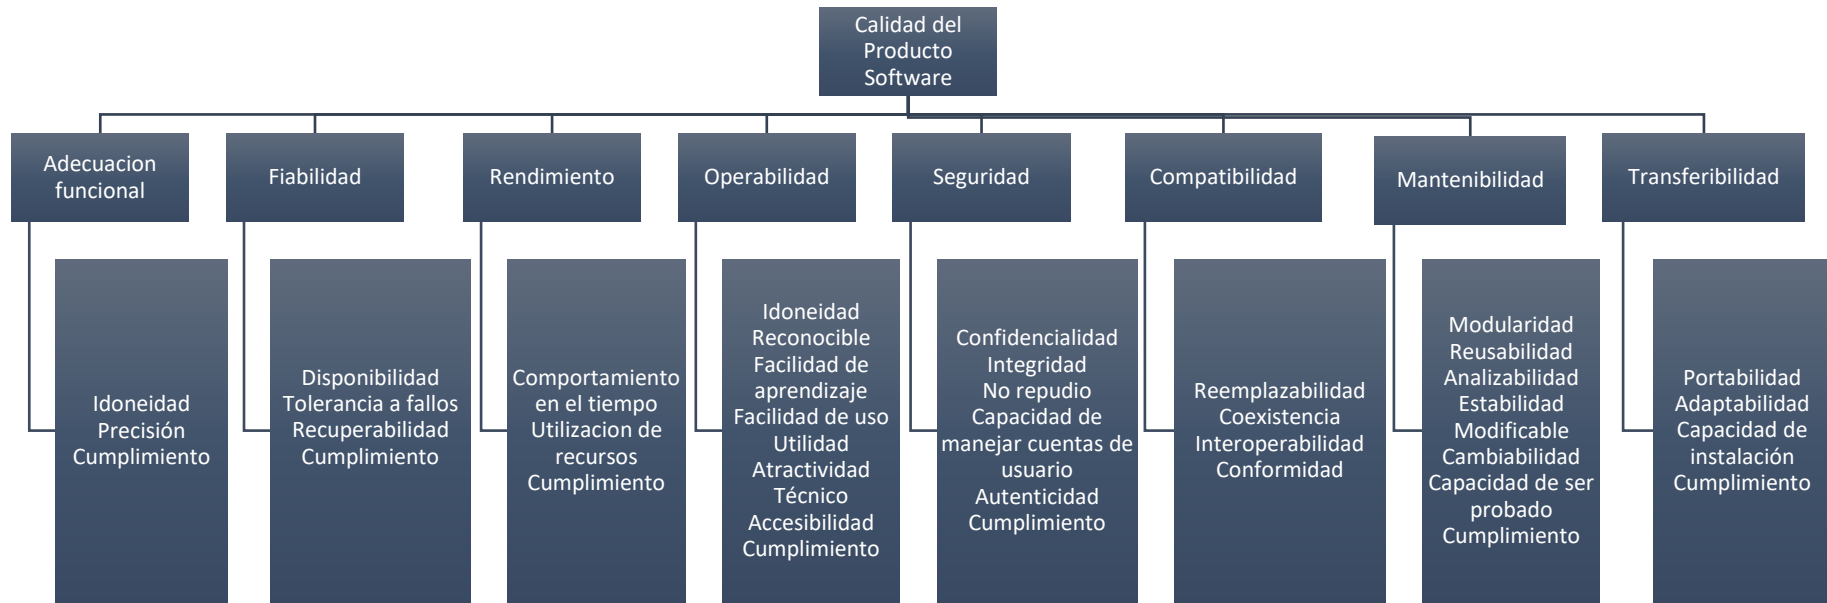 Calidad del
Producto
Software
Adecuacion
funcional
Fiabilidad
Rendimiento
Operabilidad
Seguridad
Compatibilidad
Mantenibilidad
Transferibilidad
Idoneidad
Precisión
Cumplimiento
Disponibilidad
Tolerancia a fallos
Recuperabilidad
Cumplimiento
Comportamiento
en el tiempo
Utilizacion de
recursos
Cumplimiento
Idoneidad
Reconocible
Facilidad de
aprendizaje
Facilidad de uso
Utilidad
Atractividad
Técnico
Accesibilidad
Cumplimiento
Confidencialidad
Integridad
No repudio
Capacidad de
manejar cuentas de
usuario
Autenticidad
Cumplimiento
Reemplazabilidad
Coexistencia
Interoperabilidad
Conformidad
Modularidad
Reusabilidad
Analizabilidad
Estabilidad
Modificable
Cambiabilidad
Capacidad de ser
probado
Cumplimiento
Portabilidad
Adaptabilidad
Capacidad de
instalación
Cumplimiento